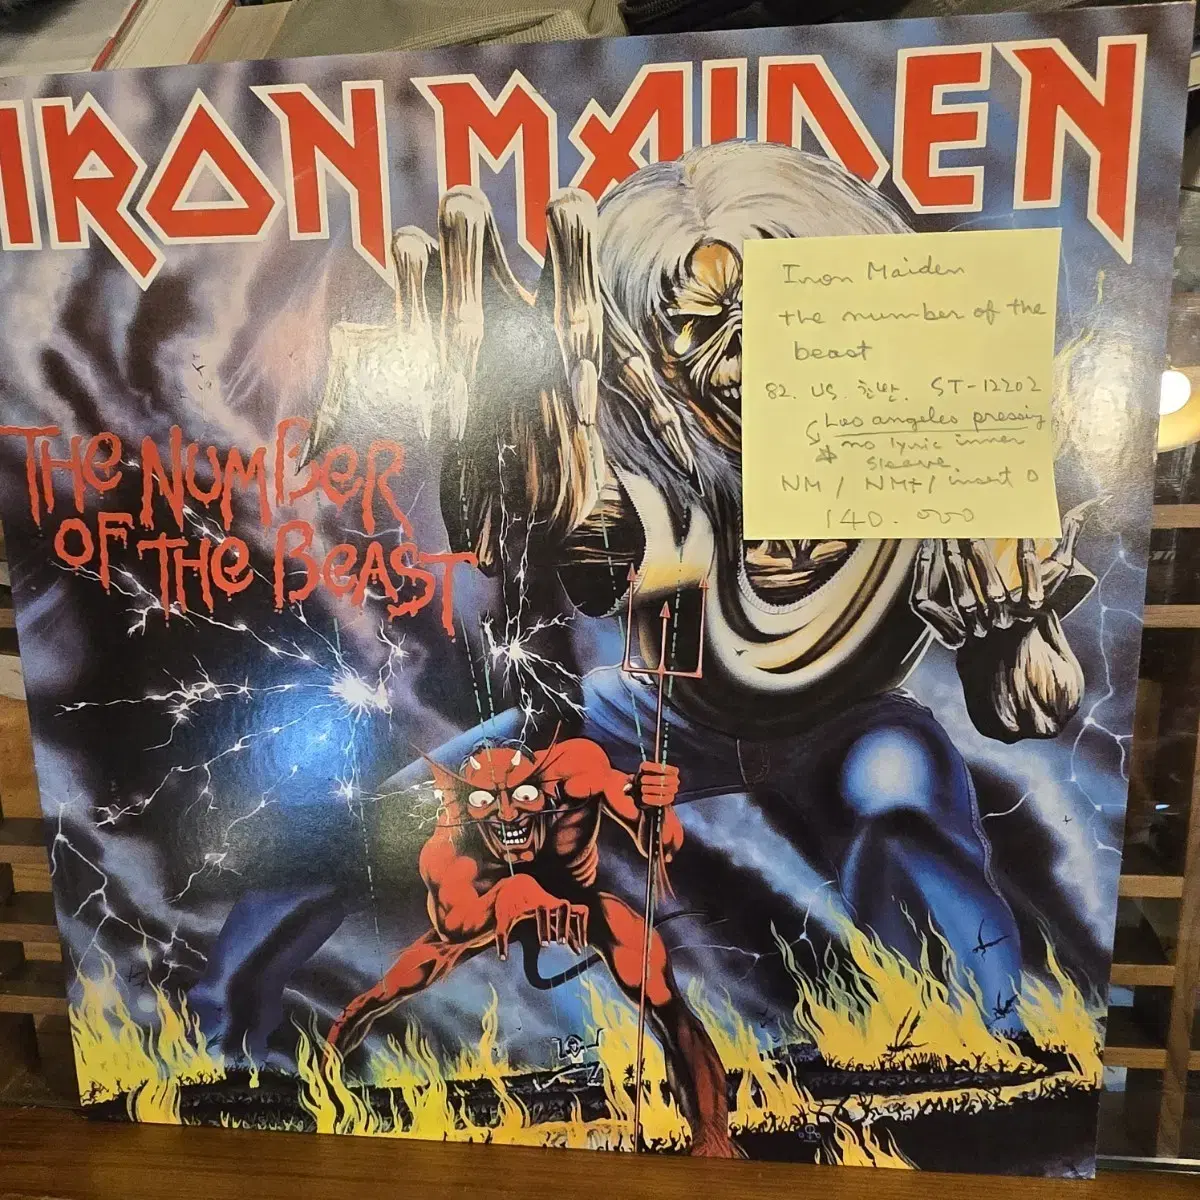 IRON MAIDEN
THE NUMBER
OF THE BEAST
Iron Maiden
the number of the
beast
82. US. 초반. ST-12202
Los angeles pressing
no lyric inner
sleeve
NM / NM+ / insert O
140.000